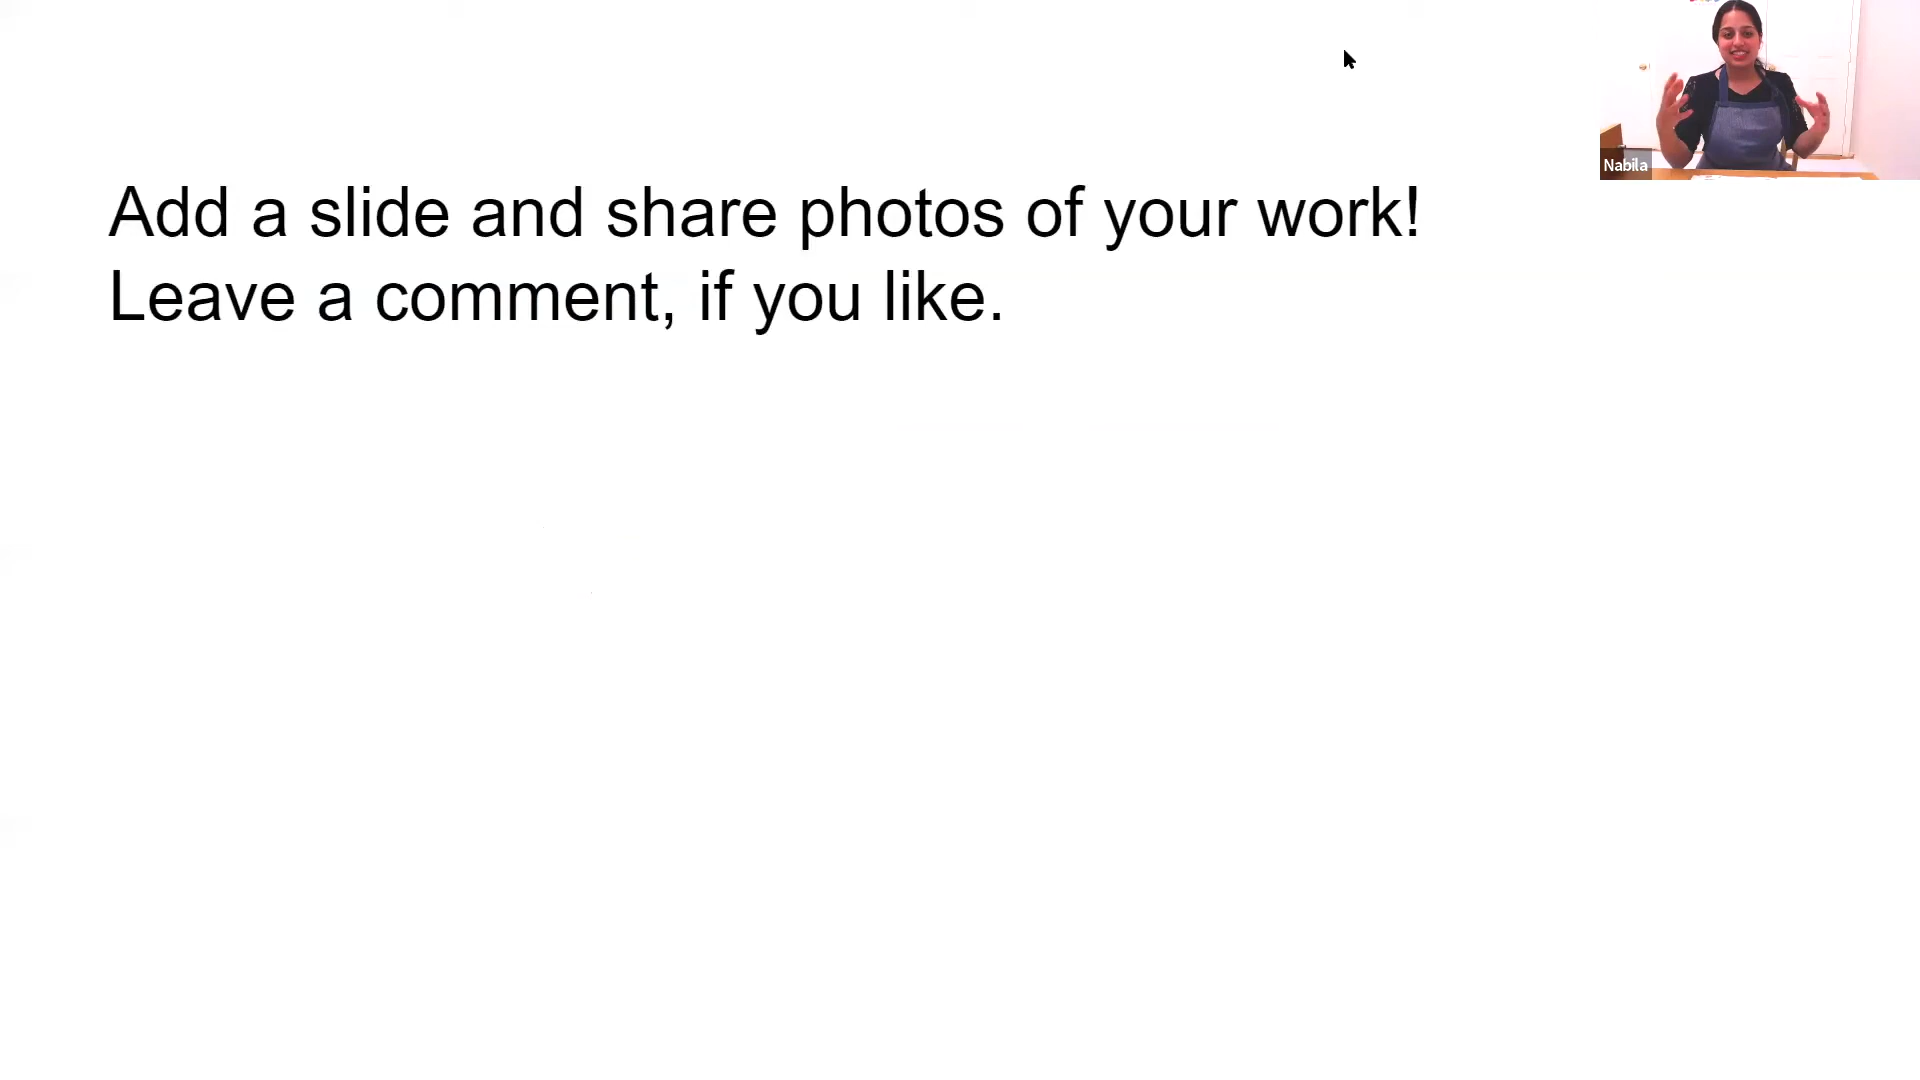 Add a slide and share photos of your work!
Leave a comment, if you like.
Nabila